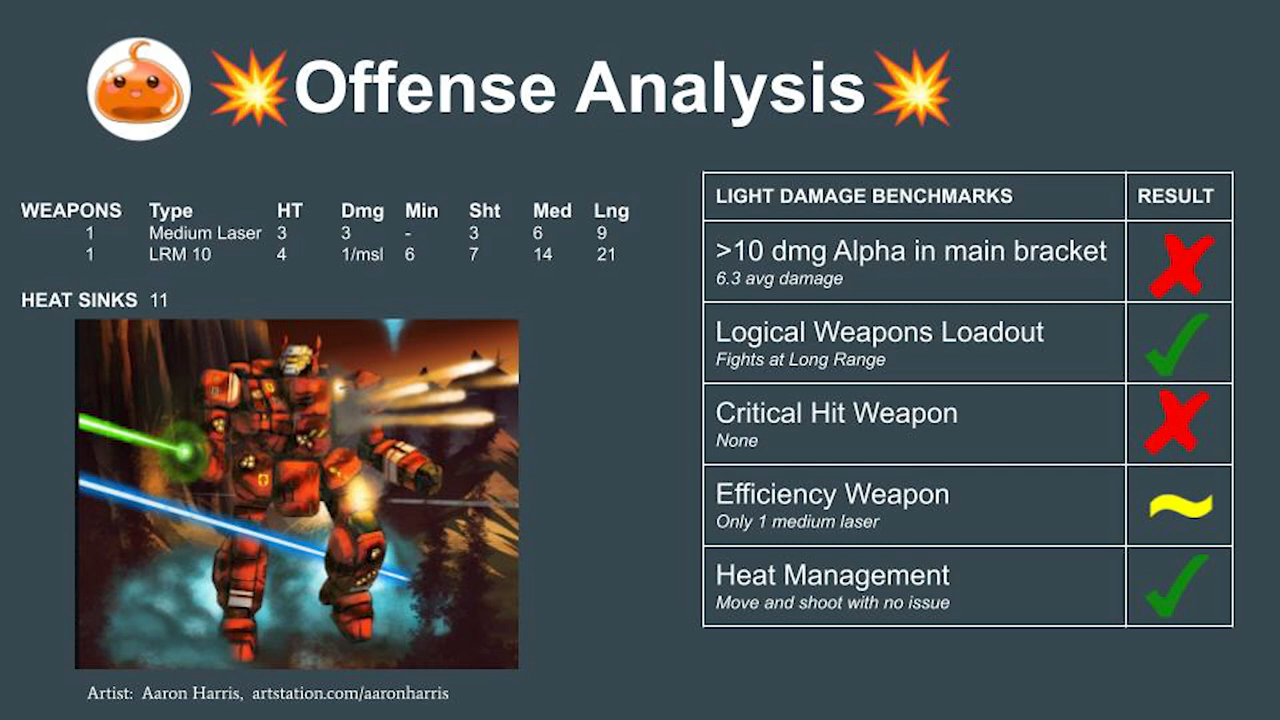 💥Offense Analysis💥
WEAPONS Type HT Dmg Min Sht Med Lng
1 Medium Laser 3 3 - 3 6 9
1 LRM 10 4 1/msl 6 7 14 21
HEAT SINKS 11
Artist: Aaron Harris, artstation.com/aaronharris
LIGHT DAMAGE BENCHMARKS RESULT
>10 dmg Alpha in main bracket ✘
6.3 avg damage
Logical Weapons Loadout ✓
Fights at Long Range
Critical Hit Weapon ✘
None
Efficiency Weapon ~
Only 1 medium laser
Heat Management ✓
Move and shoot with no issue